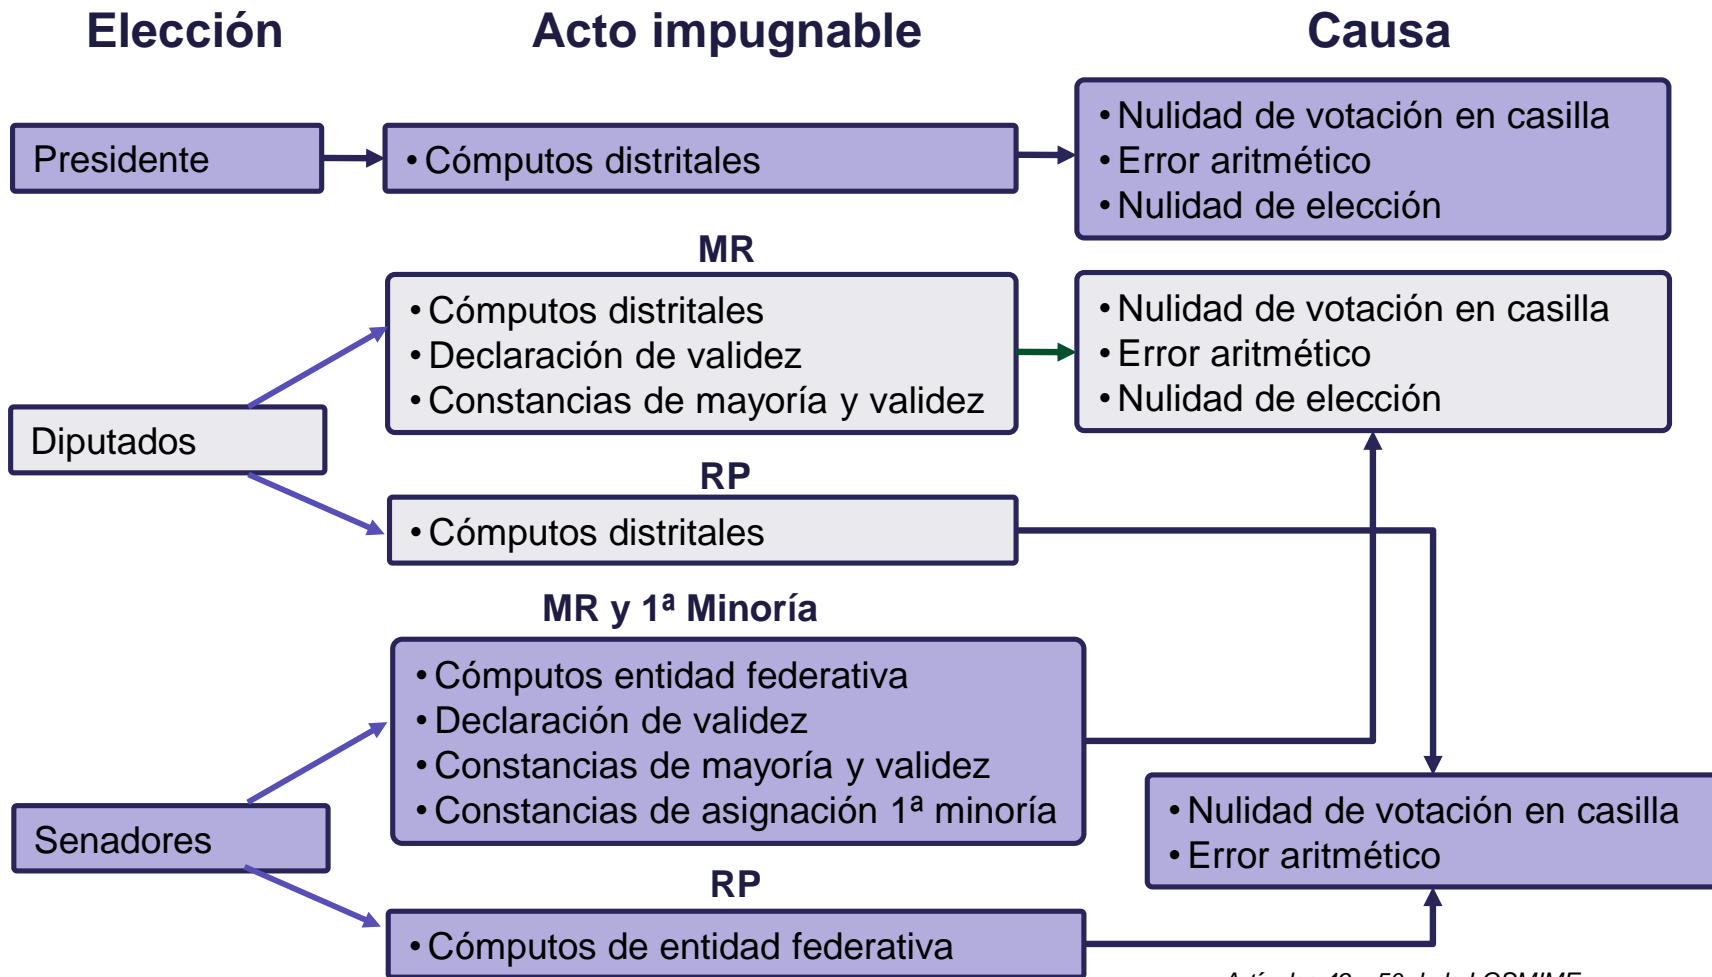 Elección Acto impugnable Causa
Presidente
• Cómputos distritales
• Nulidad de votación en casilla
• Error aritmético
• Nulidad de elección
MR
Diputados
• Cómputos distritales
• Declaración de validez
• Constancias de mayoría y validez
• Nulidad de votación en casilla
• Error aritmético
• Nulidad de elección
RP
• Cómputos distritales
MR y 1ª Minoría
Senadores
• Cómputos entidad federativa
• Declaración de validez
• Constancias de mayoría y validez
• Constancias de asignación 1ª minoría
• Nulidad de votación en casilla
• Error aritmético
RP
• Cómputos de entidad federativa